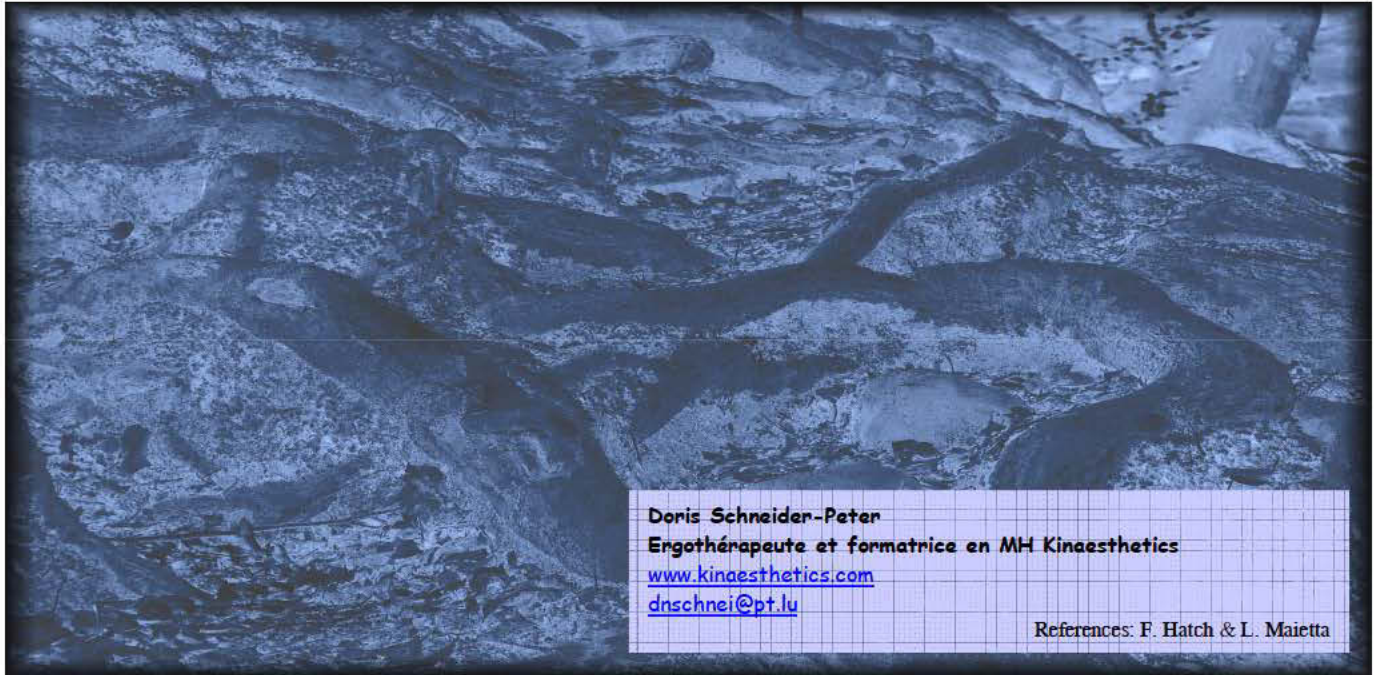 Doris Schneider-Peter
Ergothérapeute et formatrice en MH Kinaesthetics
www.kinaesthetics.com
dnschnei@pt.lu
References: F. Hatch & L. Maietta